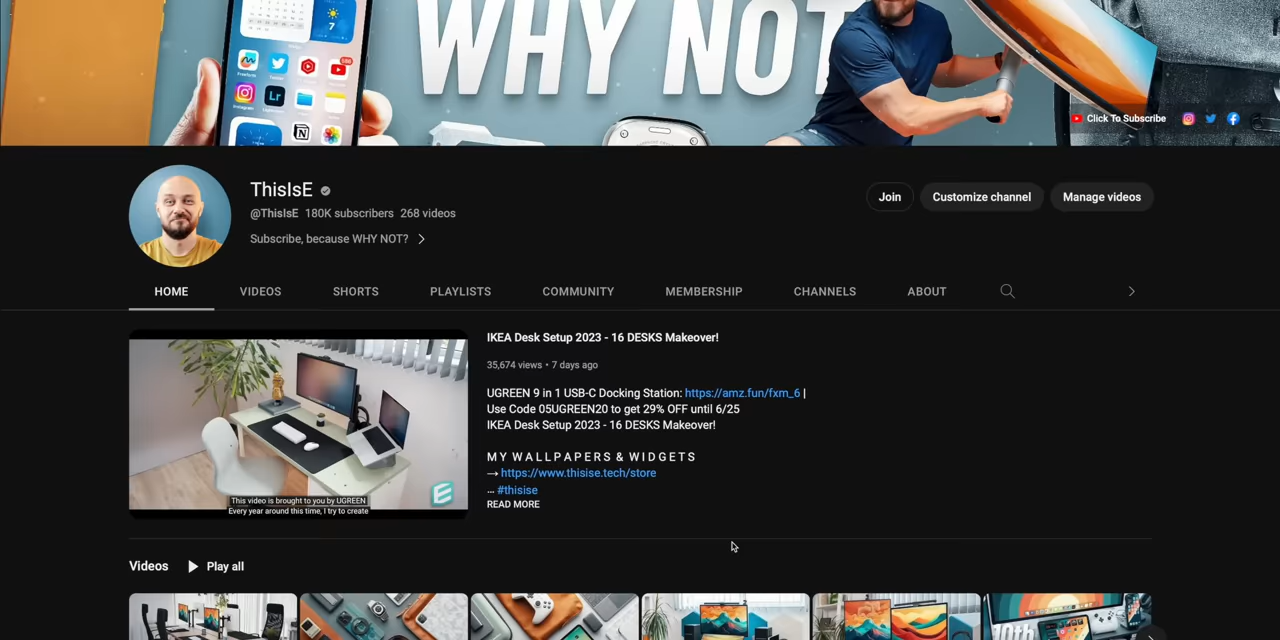 WHY NOT
Click To Subscribe
ThisIsE
@ThisIsE 180K subscribers 268 videos
Subscribe, because WHY NOT?
Join
Customize channel
Manage videos
HOME VIDEOS SHORTS PLAYLISTS COMMUNITY MEMBERSHIP CHANNELS ABOUT
IKEA Desk Setup 2023 - 16 DESKS Makeover!
35,674 views • 7 days ago
UGREEN 9 in 1 USB-C Docking Station: https://amz.fun/fxm_6 |
Use Code 05UGREEN20 to get 29% OFF until 6/25
IKEA Desk Setup 2023 - 16 DESKS Makeover!
MY WALLPAPERS & WIDGETS
→ https://www.thisise.tech/store
... #thisise
READ MORE
This video is brought to you by UGREEN
Every year around this time, I try to create
Videos
Play all